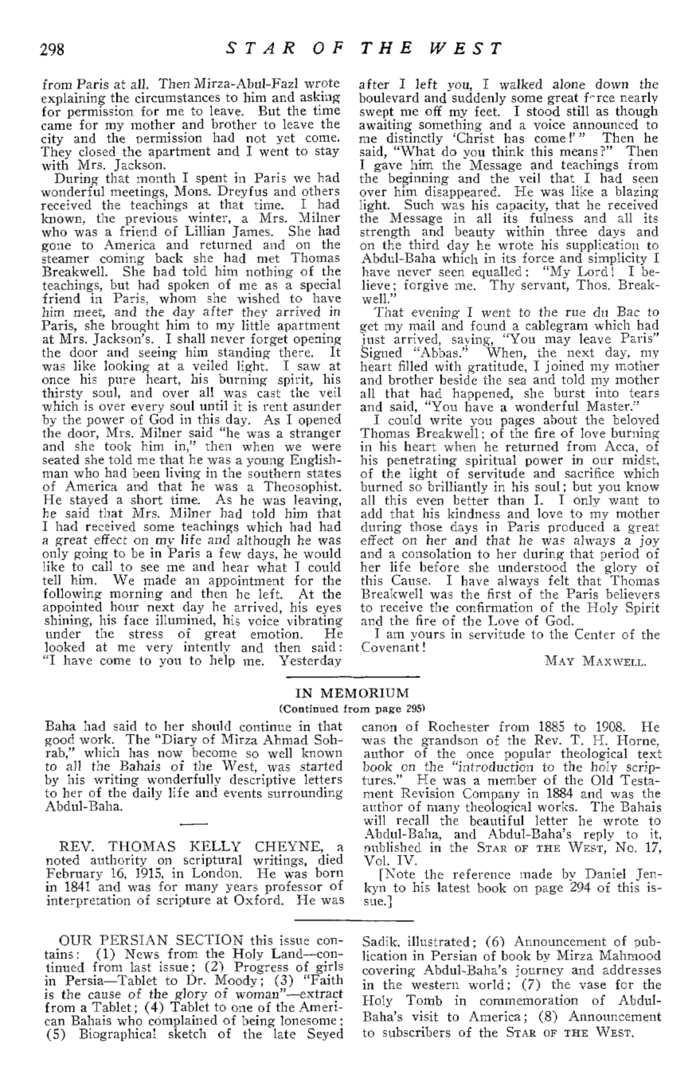 298
STAR OF THE WEST
from Paris at all. Then Mirza-Abul-Fazl wrote
explaining the circumstances to him and asking
for permission for me to leave. But the time
came for my mother and brother to leave the
city and the permission had not yet come.
They closed the apartment and I went to stay
with Mrs. Jackson.
During that month I spent in Paris we had
wonderful meetings, Mons. Dreyfus and others
received the teachings at that time. I had
known, the previous winter, a Mrs. Milner
who was a friend of Lillian James. She had
gone to America and returned and on the
steamer coming back she had met Thomas
Breakwell. She had told him nothing of the
teachings, but had spoken of me as a special
friend in Paris, whom she wished to have
him meet, and the day after they arrived in
Paris, she brought him to my little apartment
at Mrs. Jackson's. I shall never forget opening
the door and seeing him standing there. It
was like looking at a veiled light. I saw at
once his pure heart, his burning spirit, his
thirsty soul, and over all was cast the veil
which is over every soul until it is rent asunder
by the power of God in this day. As I opened
the door, Mrs. Milner said "he was a stranger
and she took him in," then when we were
seated she told me that he was a young English-
man who had been living in the southern states
of America and that he was a Theosophist.
He stayed a short time. As he was leaving,
he said that Mrs. Milner had told him that
I had received some teachings which had had
a great effect on my life and although he was
only going to be in Paris a few days, he would
like to call to see me and hear what I could
tell him. We made an appointment for the
following morning and then he left. At the
appointed hour next day he arrived, his eyes
shining, his face illumined, his voice vibrating
under the stress of great emotion. He
looked at me very intently and then said:
"I have come to you to help me. Yesterday
after I left you, I walked alone down the
boulevard and suddenly some great f-rce nearly
swept me off my feet. I stood still as though
awaiting something and a voice announced to
me distinctly 'Christ has come!'" Then he
said, "What do you think this means?" Then
I gave him the Message and teachings from
the beginning and the veil that I had seen
over him disappeared. He was like a blazing
light. Such was his capacity, that he received
the Message in all its fulness and all its
strength and beauty within three days and
on the third day he wrote his supplication to
Abdul-Baha which in its force and simplicity I
have never seen equalled: "My Lord! I be-
lieve; forgive me. Thy servant, Thos. Break-
well."
That evening I went to the rue du Bac to
get my mail and found a cablegram which had
just arrived, saying, "You may leave Paris"
Signed "Abbas." When, the next day, my
heart filled with gratitude, I joined my mother
and brother beside the sea and told my mother
all that had happened, she burst into tears
and said, "You have a wonderful Master."
I could write you pages about the beloved
Thomas Breakwell; of the fire of love burning
in his heart when he returned from Acca, of
his penetrating spiritual power in our midst,
of the light of servitude and sacrifice which
burned so brilliantly in his soul; but you know
all this even better than I. I only want to
add that his kindness and love to my mother
during those days in Paris produced a great
effect on her and that he was always a joy
and a consolation to her during that period of
her life before she understood the glory of
this Cause. I have always felt that Thomas
Breakwell was the first of the Paris believers
to receive the confirmation of the Holy Spirit
and the fire of the Love of God.
I am yours in servitude to the Center of the
Covenant!
MAY MAXWELL.
IN MEMORIUM
(Continued from page 295)
Baha had said to her should continue in that
good work. The "Diary of Mirza Ahmad Soh-
rab," which has now become so well known
to all the Bahais of the West, was started
by his writing wonderfully descriptive letters
to her of the daily life and events surrounding
Abdul-Baha.
REV. THOMAS KELLY CHEYNE, a
noted authority on scriptural writings, died
February 16, 1915, in London. He was born
in 1841 and was for many years professor of
interpretation of scripture at Oxford. He was
canon of Rochester from 1885 to 1908. He
was the grandson of the Rev. T. H. Horne,
author of the once popular theological text
book on the "introduction to the holy scrip-
tures." He was a member of the Old Testa-
ment Revision Company in 1884 and was the
author of many theological works. The Bahais
will recall the beautiful letter he wrote to
Abdul-Baha, and Abdul-Baha's reply to it,
published in the STAR OF THE WEST, No. 17,
Vol. IV.
[Note the reference made by Daniel Jen-
kyn to his latest book on page 294 of this is-
sue.]
OUR PERSIAN SECTION this issue con-
tains: (1) News from the Holy Land—con-
tinued from last issue; (2) Progress of girls
in Persia—Tablet to Dr. Moody; (3) "Faith
is the cause of the glory of woman"—extract
from a Tablet; (4) Tablet to one of the Ameri-
can Bahais who complained of being lonesome;
(5) Biographical sketch of the late Seyed
Sadik, illustrated; (6) Announcement of pub-
lication in Persian of book by Mirza Mahmood
covering Abdul-Baha's journey and addresses
in the western world; (7) the vase for the
Holy Tomb in commemoration of Abdul-
Baha's visit to America; (8) Announcement
to subscribers of the STAR OF THE WEST.